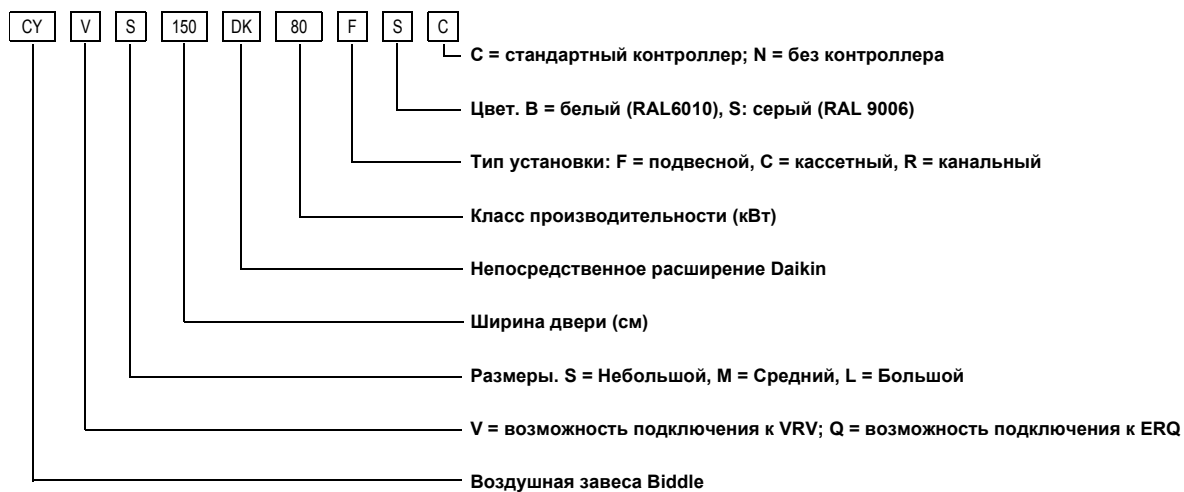 CY V S 150 DK 80 F S C
C = стандартный контроллер; N = без контроллера
Цвет. B = белый (RAL6010), S: серый (RAL 9006)
Тип установки: F = подвесной, C = кассетный, R = канальный
Класс производительности (кВт)
Непосредственное расширение Daikin
Ширина двери (см)
Размеры. S = Небольшой, M = Средний, L = Большой
V = возможность подключения к VRV; Q = возможность подключения к ERQ
Воздушная завеса Biddle